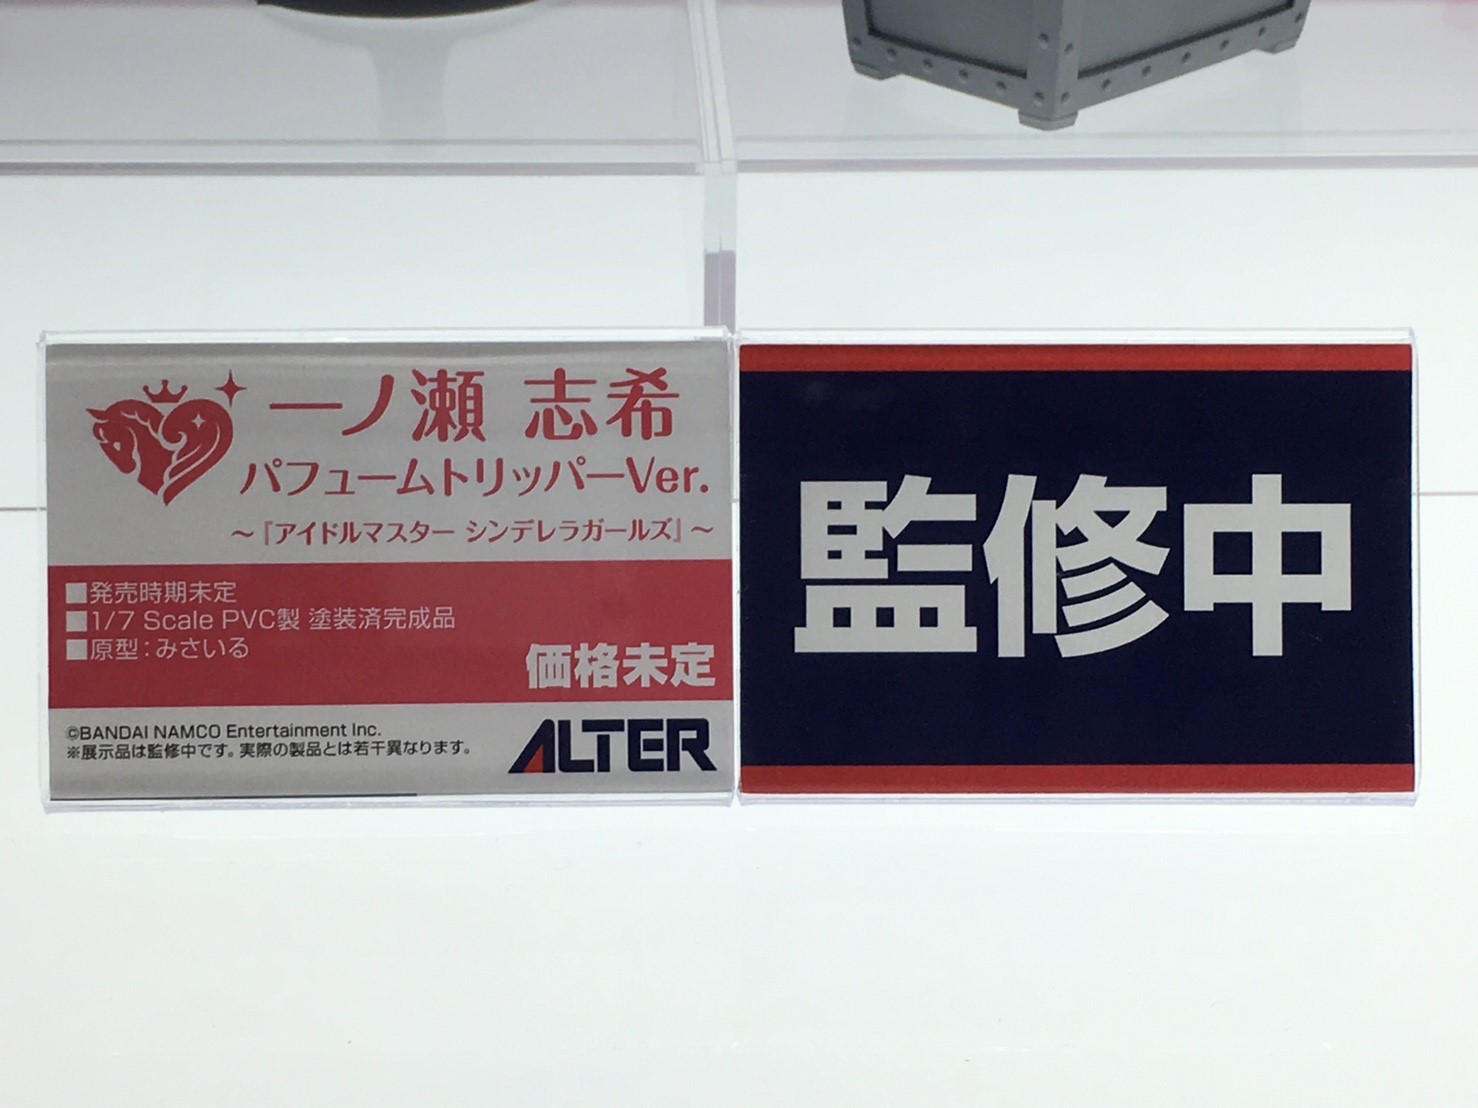 一ノ瀬 志希
パフュームトリッパーVer.
～『アイドルマスター シンデレラガールズ』～
■発売時期未定
■1/7 Scale PVC製 塗装済完成品
■原型：みさいる
価格未定
©BANDAI NAMCO Entertainment Inc.
※展示品は監修中です。実際の製品とは若干異なります。
ALTER
監修中